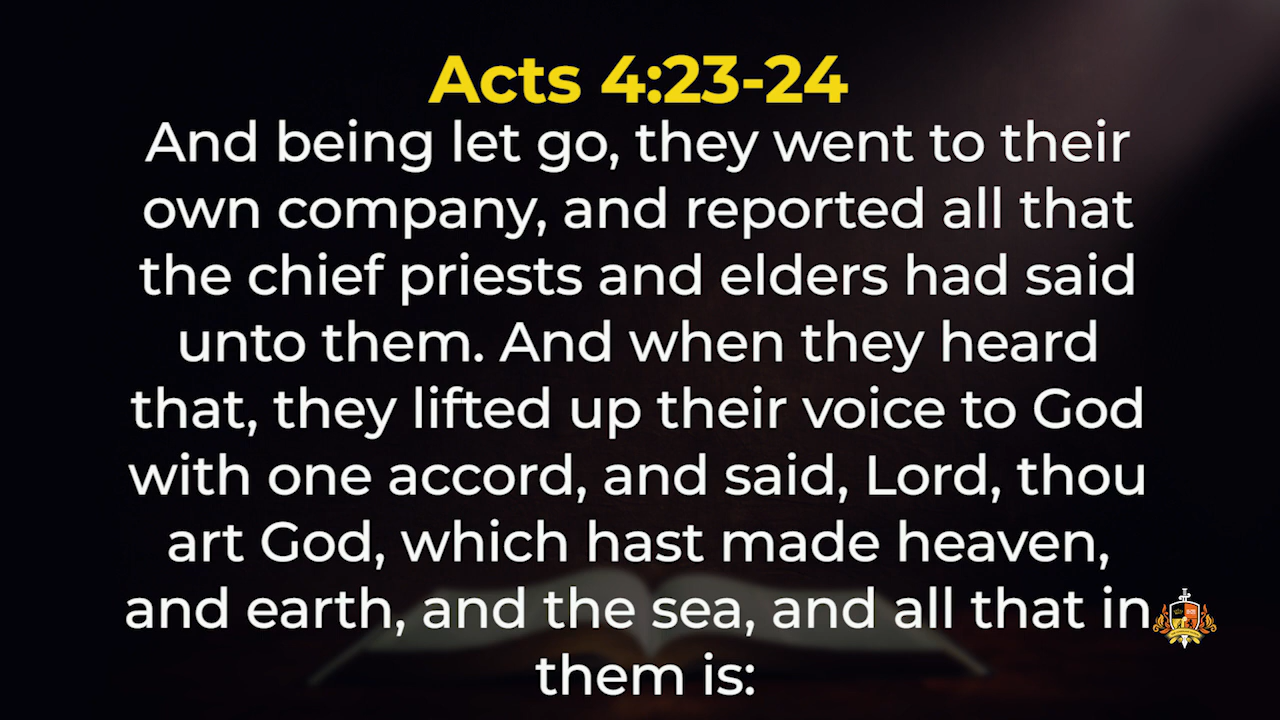 Acts 4:23-24
And being let go, they went to their
own company, and reported all that
the chief priests and elders had said
unto them. And when they heard
that, they lifted up their voice to God
with one accord, and said, Lord, thou
art God, which hast made heaven,
and earth, and the sea, and all that in
them is: